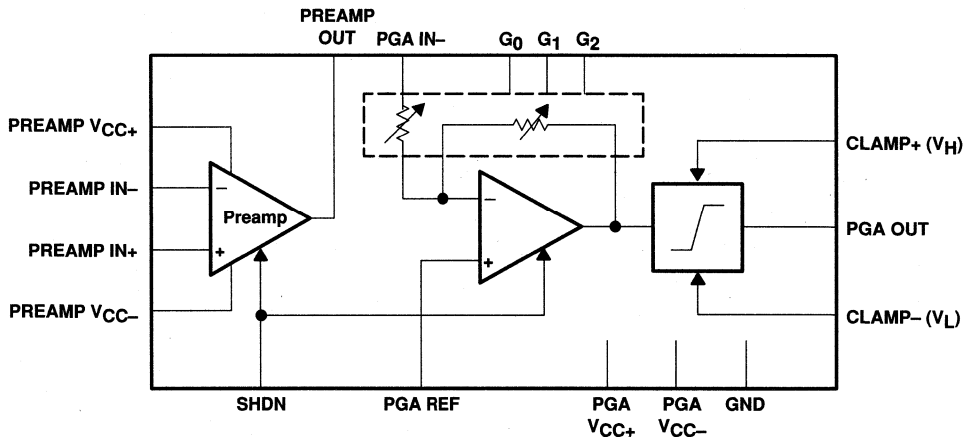 PREAMP
OUT
PGA IN–
G0
G1
G2
PREAMP VCC+
PREAMP IN–
PREAMP IN+
PREAMP VCC–
–
Preamp
+
–
+
CLAMP+ (VH)
PGA OUT
CLAMP– (VL)
SHDN
PGA REF
PGA
VCC+
PGA
VCC–
GND